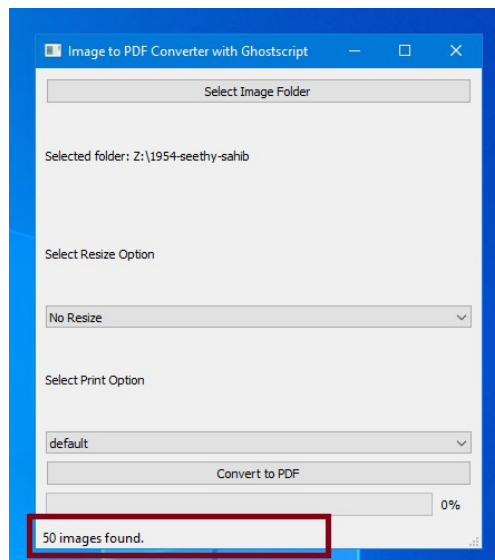 Image to PDF Converter with Ghostscript
Select Image Folder
Selected folder: Z:\1954-seethy-sahib
Select Resize Option
No Resize
Select Print Option
default
Convert to PDF
0%
50 images found.